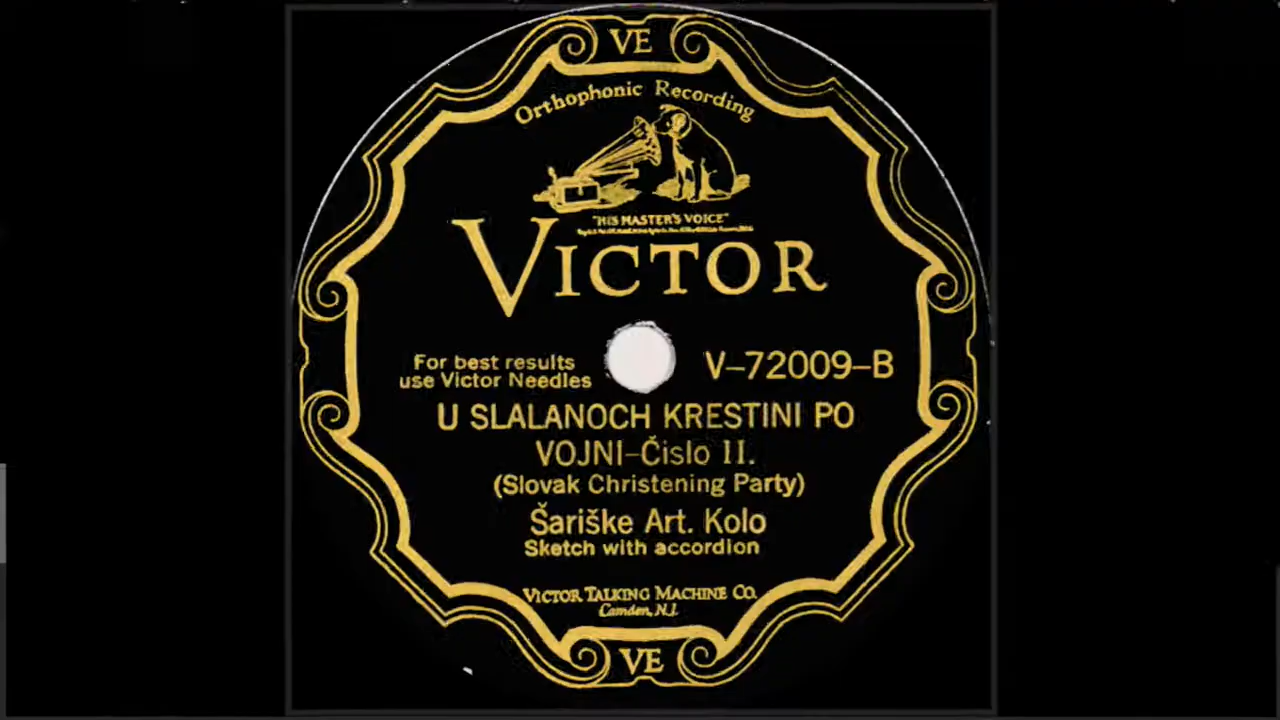 VE
Orthophonic Recording
"HIS MASTER'S VOICE"
VICTOR
For best results
use Victor Needles
V-72009-B
U SLALANOCH KRESTINI PO
VOJNI-Čislo II.
(Slovak Christening Party)
Šariške Art. Kolo
Sketch with accordion
VICTOR TALKING MACHINE CO.
Camden, N.J.
VE